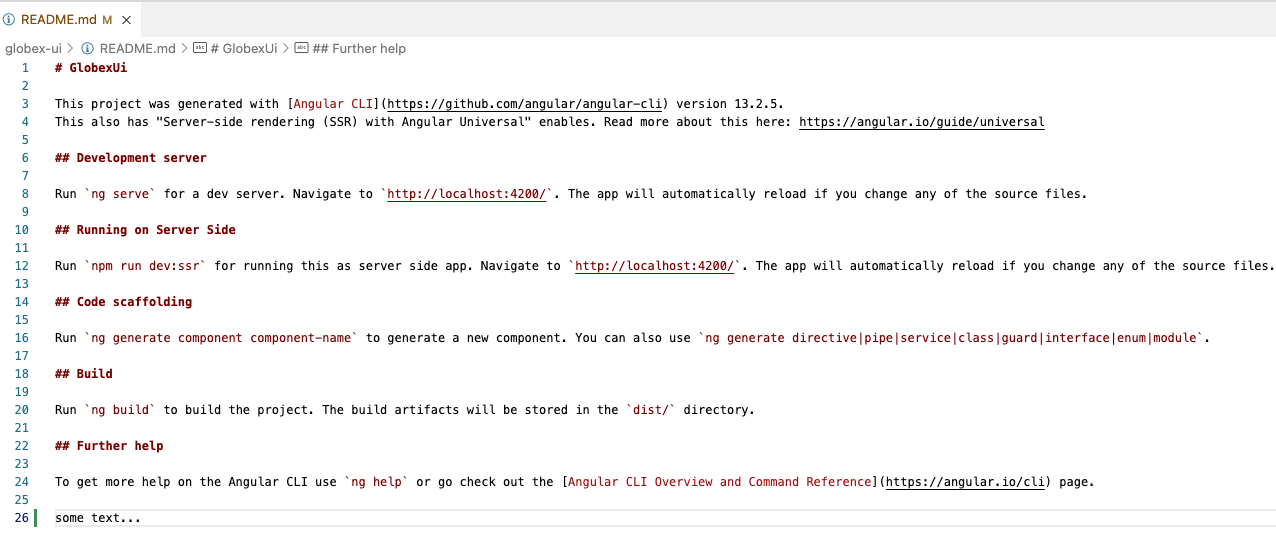 README.md M ×
globex-ui > README.md > # GlobexUi > ## Further help
1 # GlobexUi
2
3 This project was generated with [Angular CLI](https://github.com/angular/angular-cli) version 13.2.5.
4 This also has "Server-side rendering (SSR) with Angular Universal" enables. Read more about this here: https://angular.io/guide/universal
5
6 ## Development server
7
8 Run `ng serve` for a dev server. Navigate to `http://localhost:4200/`. The app will automatically reload if you change any of the source files.
9
10 ## Running on Server Side
11
12 Run `npm run dev:ssr` for running this as server side app. Navigate to `http://localhost:4200/`. The app will automatically reload if you change any of the source files.
13
14 ## Code scaffolding
15
16 Run `ng generate component component-name` to generate a new component. You can also use `ng generate directive|pipe|service|class|guard|interface|enum|module`.
17
18 ## Build
19
20 Run `ng build` to build the project. The build artifacts will be stored in the `dist/` directory.
21
22 ## Further help
23
24 To get more help on the Angular CLI use `ng help` or go check out the [Angular CLI Overview and Command Reference](https://angular.io/cli) page.
25
26 some text...